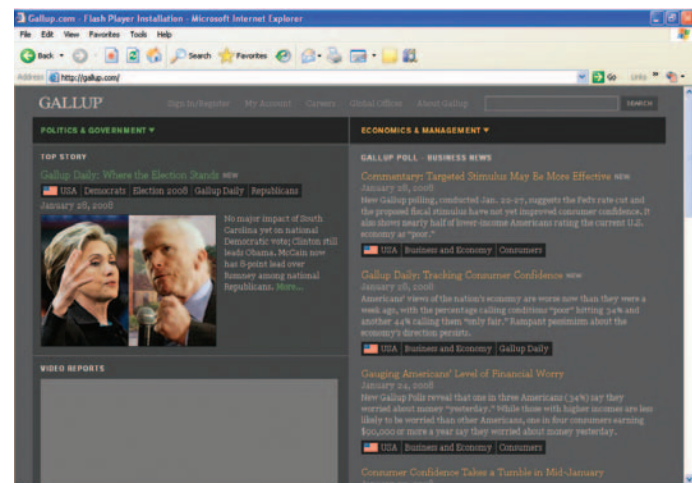 Gallup.com - Flash Player Installation - Microsoft Internet Explorer
File Edit View Favorites Tools Help
Back Search Favorites
Address http://gallup.com/ Go Links
GALLUP Sign In/Register My Account Careers Global Offices About Gallup SEARCH
POLITICS & GOVERNMENT
TOP STORY
Gallup Daily: Where the Election Stands NEW
USA Democrats Election 2008 Gallup Daily Republicans
January 28, 2008
No major impact of South
Carolina yet on national
Democratic vote; Clinton still
leads Obama. McCain now
has 8-point lead over
Romney among national
Republicans. More...
VIDEO REPORTS
ECONOMICS & MANAGEMENT
GALLUP POLL - BUSINESS NEWS
Commentary: Targeted Stimulus May Be More Effective NEW
January 28, 2008
New Gallup polling, conducted Jan. 22-27, suggests the Fed's rate cut and
the proposed fiscal stimulus have not yet improved consumer confidence. It
also shows nearly half of lower-income Americans rating the current U.S.
economy as "poor."
USA Business and Economy Consumers
Gallup Daily: Tracking Consumer Confidence NEW
January 28, 2008
Americans' views of the nation's economy are worse now than they were a
week ago, with the percentage calling conditions "poor" hitting 34% and
another 44% calling them "only fair." Rampant pessimism about the
economy's direction persists.
USA Business and Economy Gallup Daily
Gauging Americans' Level of Financial Worry
January 24, 2008
New Gallup Polls reveal that one in three Americans (34%) say they
worried about money "yesterday." While those with higher incomes are less
likely to be worried than other Americans, one in four consumers earning
$90,000 or more a year say they worried about money yesterday.
USA Business and Economy Consumers
Consumer Confidence Takes a Tumble in Mid-January